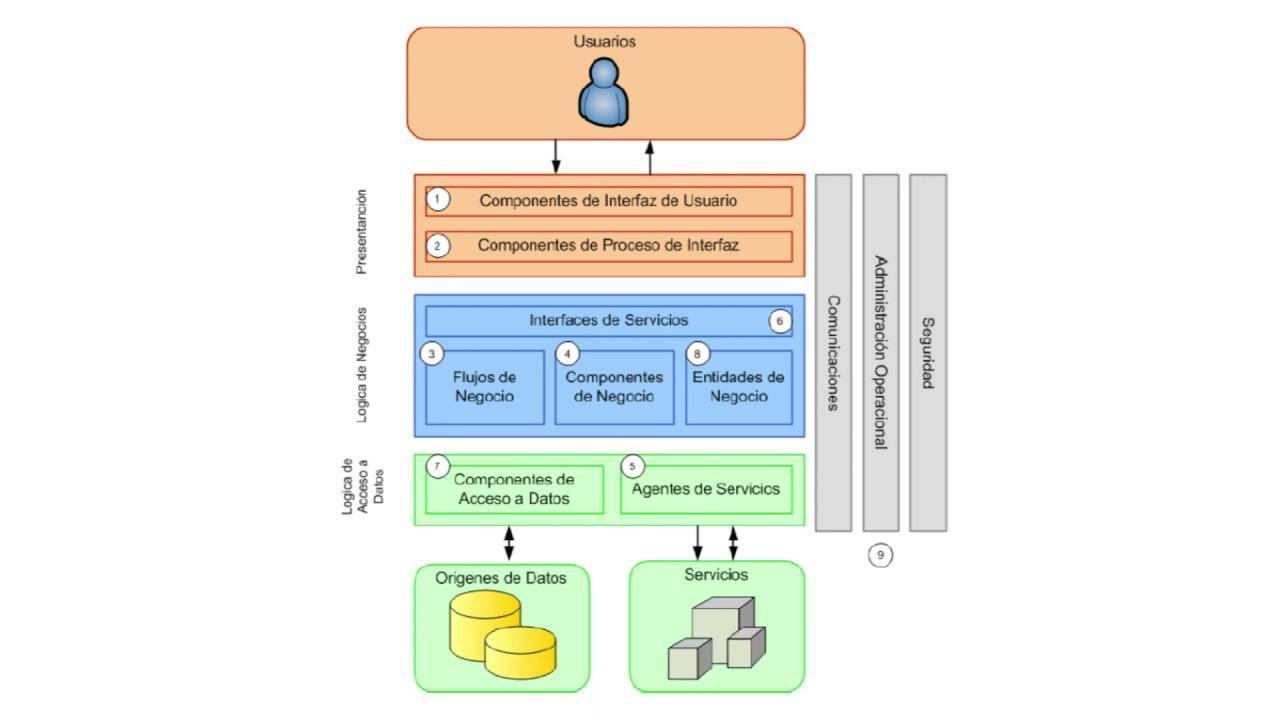 Usuarios
Presentanción
1
Componentes de Interfaz de Usuario
2
Componentes de Proceso de Interfaz
Logica de Negocios
Interfaces de Servicios
6
3
Flujos de
Negocio
4
Componentes
de Negocio
8
Entidades de
Negocio
Logica de
Acceso a
Datos
7
Componentes de
Acceso a Datos
5
Agentes de Servicios
Comunicaciones
Administración Operacional
Seguridad
9
Origenes de Datos
Servicios